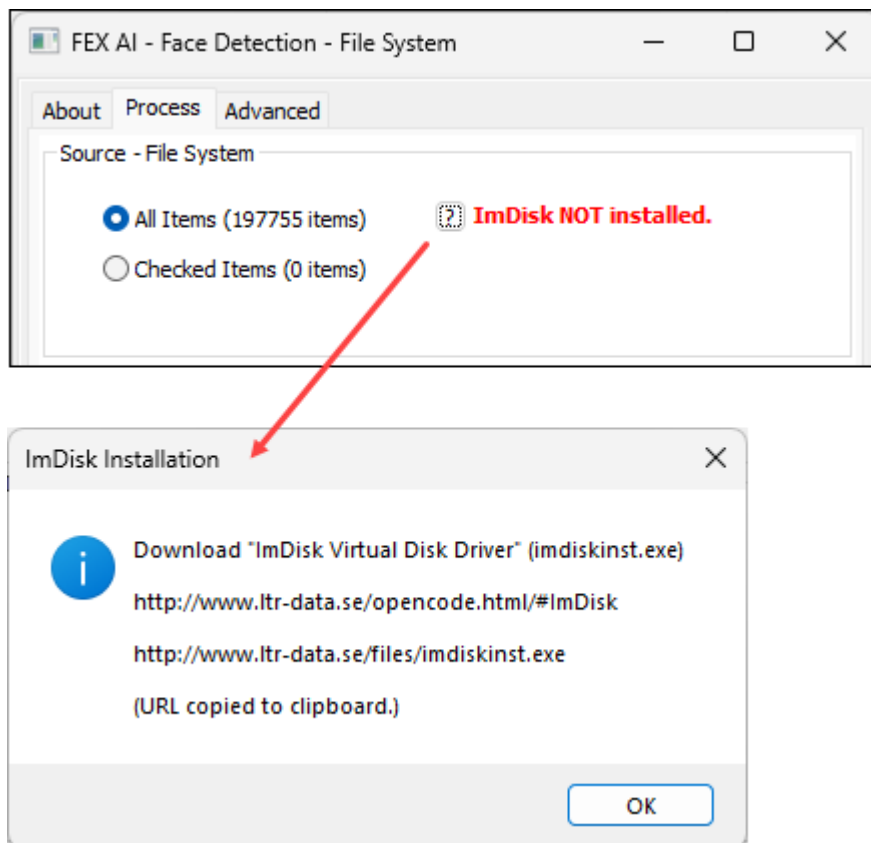 FEX AI - Face Detection - File System
About Process Advanced
Source - File System
All Items (197755 items) ? ImDisk NOT installed.
Checked Items (0 items)
ImDisk Installation
Download "ImDisk Virtual Disk Driver" (imdiskinst.exe)
http://www.ltr-data.se/opencode.html/#ImDisk
http://www.ltr-data.se/files/imdiskinst.exe
(URL copied to clipboard.)
OK